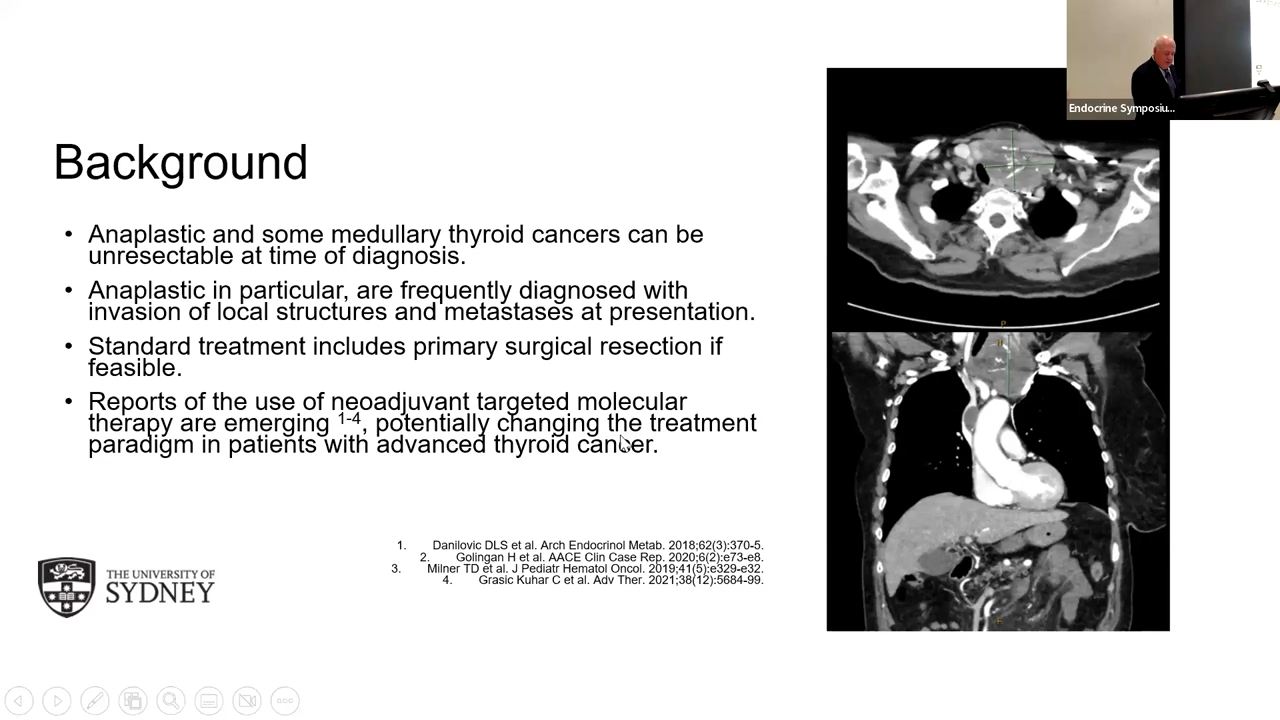 Endocrine Symposiu...
Background
• Anaplastic and some medullary thyroid cancers can be
unresectable at time of diagnosis.
• Anaplastic in particular, are frequently diagnosed with
invasion of local structures and metastases at presentation.
• Standard treatment includes primary surgical resection if
feasible.
• Reports of the use of neoadjuvant targeted molecular
therapy are emerging 1-4, potentially changing the treatment
paradigm in patients with advanced thyroid cancer.
1. Danilovic DLS et al. Arch Endocrinol Metab. 2018;62(3):370-5.
2. Golingan H et al. AACE Clin Case Rep. 2020;6(2):e73-e8.
3. Milner TD et al. J Pediatr Hematol Oncol. 2019;41(5):e329-e32.
4. Grasic Kuhar C et al. Adv Ther. 2021;38(12):5684-99.
THE UNIVERSITY OF
SYDNEY
P
H
F